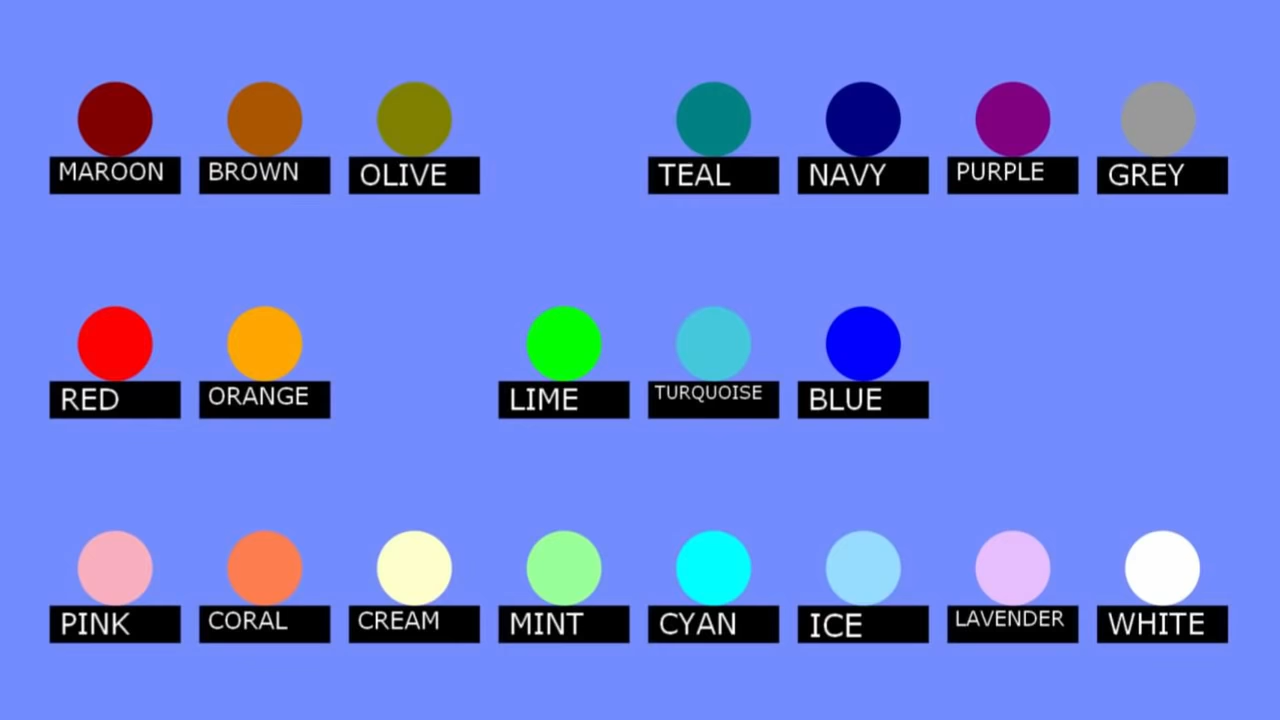 MAROON
BROWN
OLIVE
TEAL
NAVY
PURPLE
GREY
RED
ORANGE
LIME
TURQUOISE
BLUE
PINK
CORAL
CREAM
MINT
CYAN
ICE
LAVENDER
WHITE